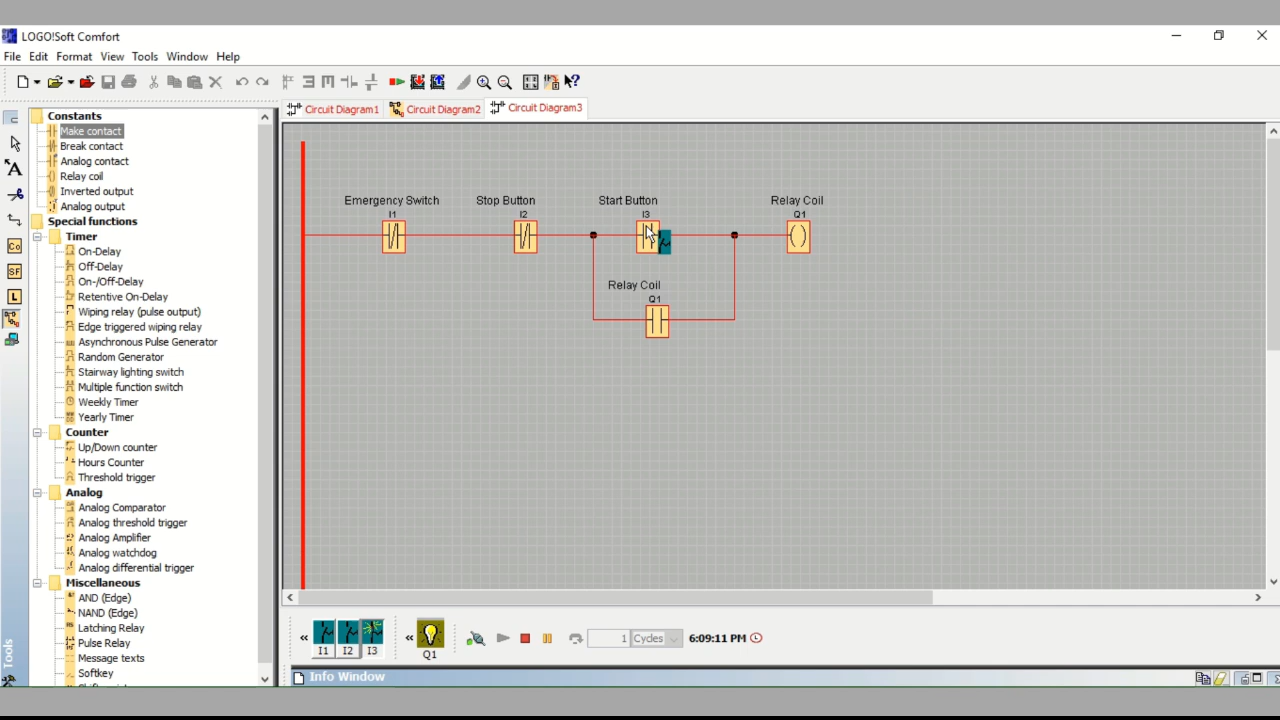 LOGO!Soft Comfort
File Edit Format View Tools Window Help
Circuit Diagram1 Circuit Diagram2 Circuit Diagram3
Constants
Make contact
Break contact
Analog contact
Relay coil
Inverted output
Analog output
Special functions
Timer
On-Delay
Off-Delay
On-/Off-Delay
Retentive On-Delay
Wiping relay (pulse output)
Edge triggered wiping relay
Asynchronous Pulse Generator
Random Generator
Stairway lighting switch
Multiple function switch
Weekly Timer
Yearly Timer
Counter
Up/Down counter
Hours Counter
Threshold trigger
Analog
Analog Comparator
Analog threshold trigger
Analog Amplifier
Analog watchdog
Analog differential trigger
Miscellaneous
AND (Edge)
NAND (Edge)
Latching Relay
Pulse Relay
Message texts
Softkey
Co
SF
L
Tools
Emergency Switch Stop Button Start Button Relay Coil
I1 I2 I3 Q1
Relay Coil
Q1
1 Cycles 6:09:11 PM
I1 I2 I3 Q1
Info Window